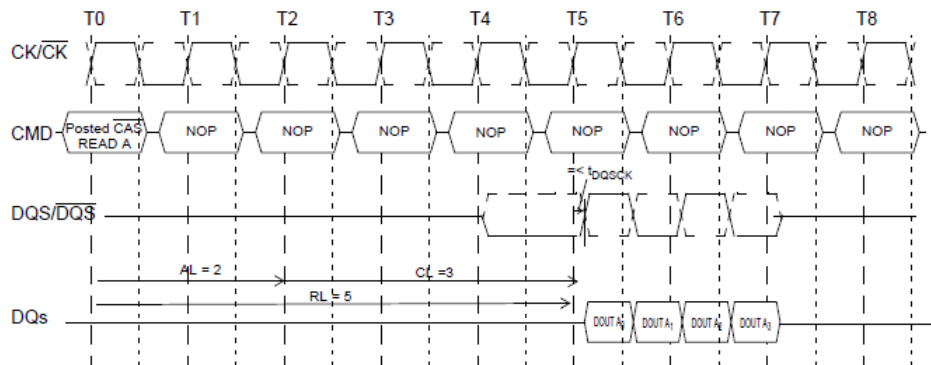 T0 T1 T2 T3 T4 T5 T6 T7 T8
CK/CK
CMD
Posted CAS
READ A
NOP NOP NOP NOP NOP NOP NOP NOP
=< tDQSCK
DQS/DQS
AL = 2
CL =3
RL = 5
DQs
DOUT A0 DOUT A1 DOUT A2 DOUT A3